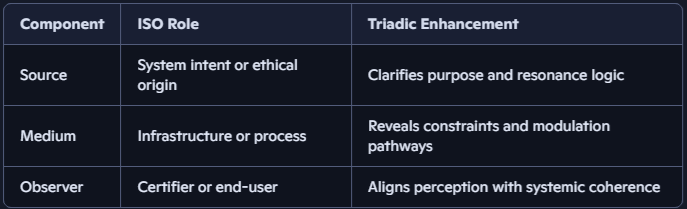 Component ISO Role Triadic Enhancement
Source System intent or ethical origin Clarifies purpose and resonance logic
Medium Infrastructure or process Reveals constraints and modulation pathways
Observer Certifier or end-user Aligns perception with systemic coherence